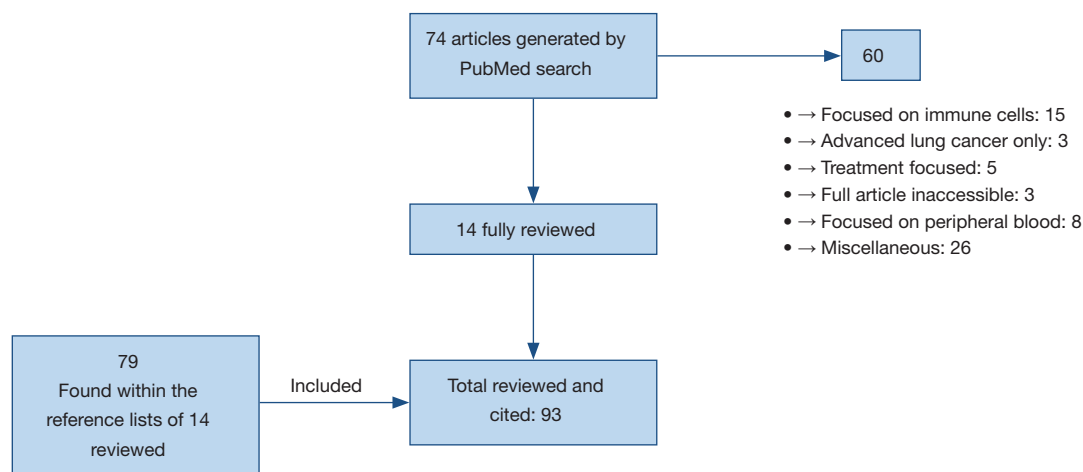 74 articles generated by
PubMed search
60
• → Focused on immune cells: 15
• → Advanced lung cancer only: 3
• → Treatment focused: 5
• → Full article inaccessible: 3
• → Focused on peripheral blood: 8
• → Miscellaneous: 26
14 fully reviewed
79
Found within the
reference lists of 14
reviewed
Included
Total reviewed and
cited: 93